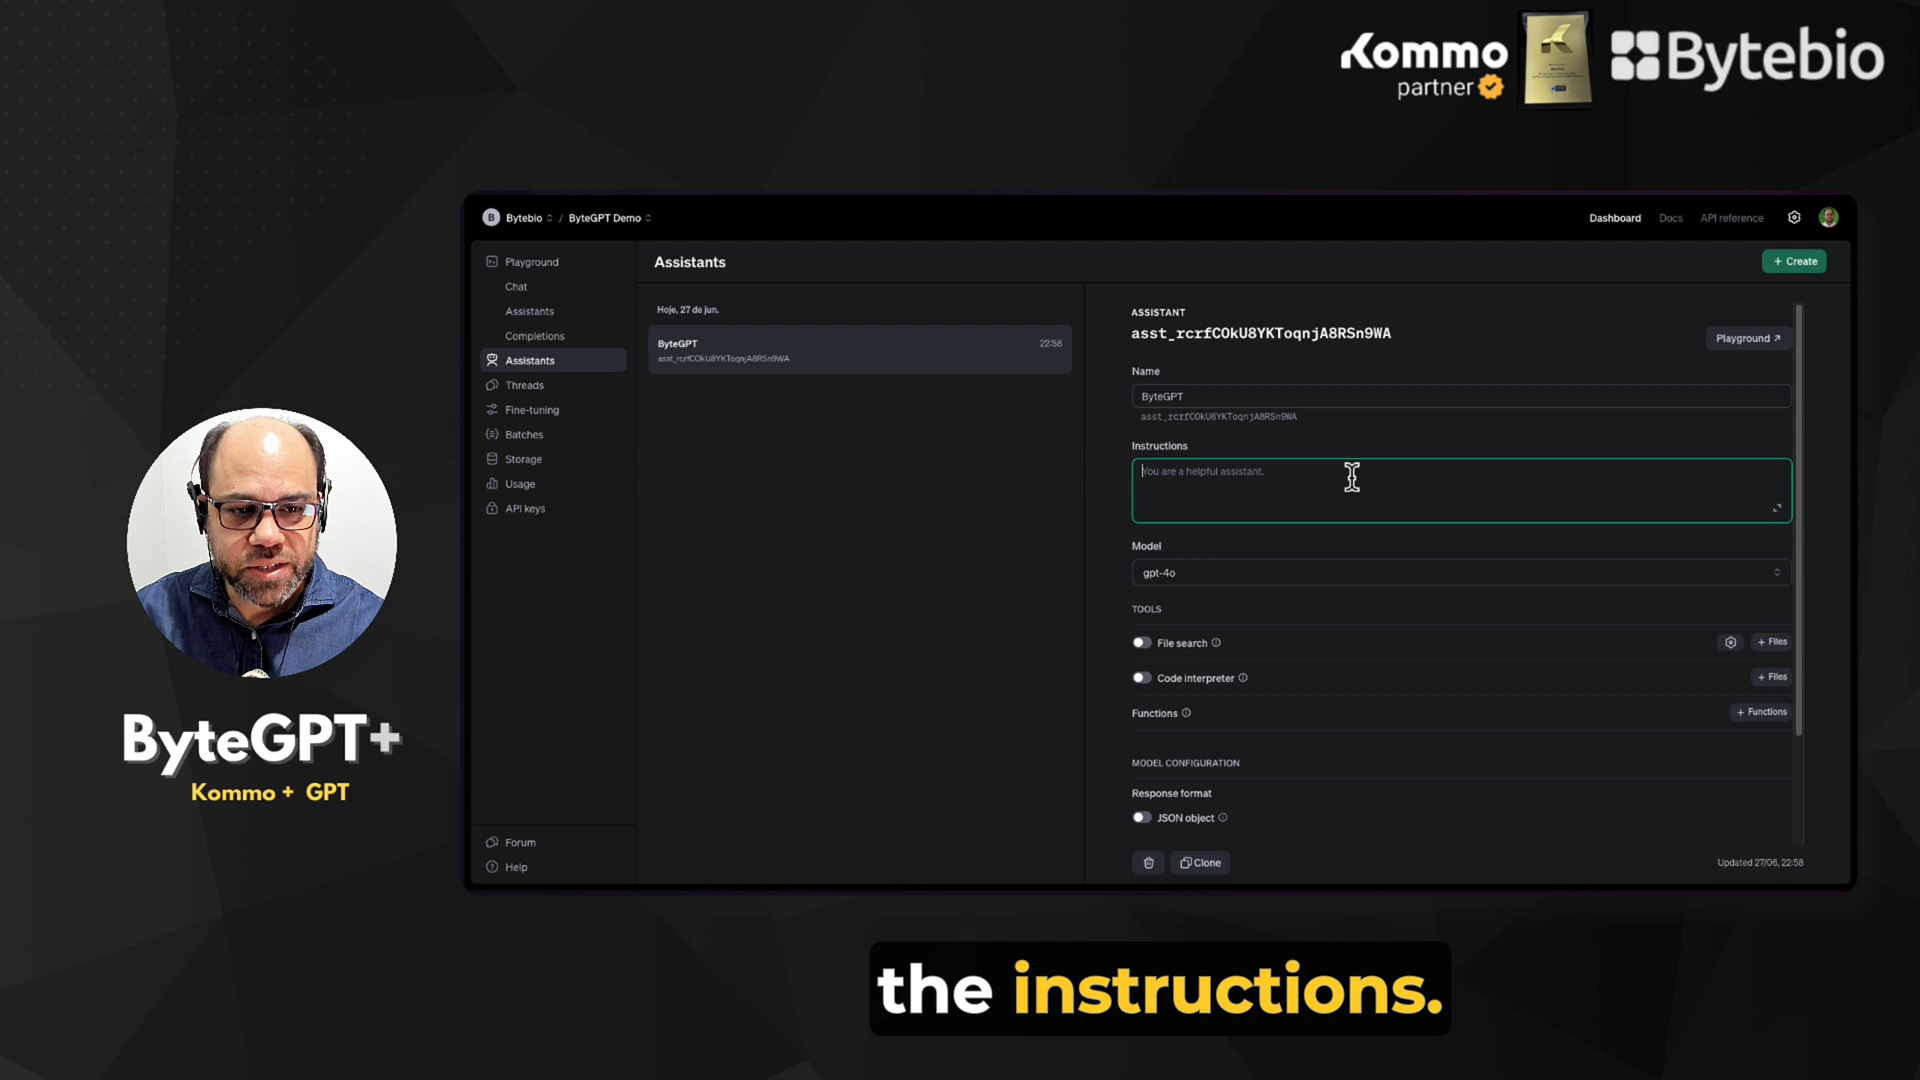 Kommo
partner
Bytebio
B Bytebio / ByteGPT Demo
Dashboard Docs API reference
Playground
Chat
Assistants
Completions
Assistants
Threads
Fine-tuning
Batches
Storage
Usage
API keys
Forum
Help
Assistants
+ Create
Hoje, 27 de jun.
ByteGPT 22:58
asst_rcrfCOkU8YKToqnjA8RSn9WA
ASSISTANT
asst_rcrfCOkU8YKToqnjA8RSn9WA
Playground
Name
ByteGPT
asst_rcrfCOkU8YKToqnjA8RSn9WA
Instructions
You are a helpful assistant.
Model
gpt-4o
TOOLS
File search
+ Files
Code interpreter
+ Files
Functions
+ Functions
MODEL CONFIGURATION
Response format
JSON object
Clone
Updated 27/06, 22:58
ByteGPT+
Kommo + GPT
the instructions.